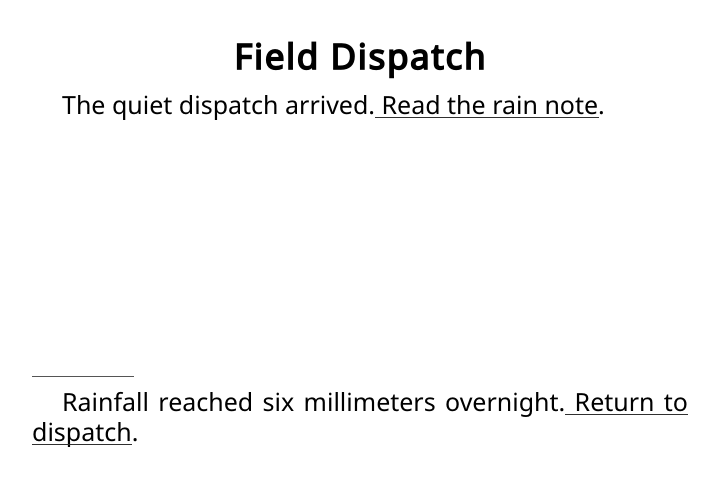 Field Dispatch
The quiet dispatch arrived. Read the rain note.
Rainfall reached six millimeters overnight. Return to
dispatch.